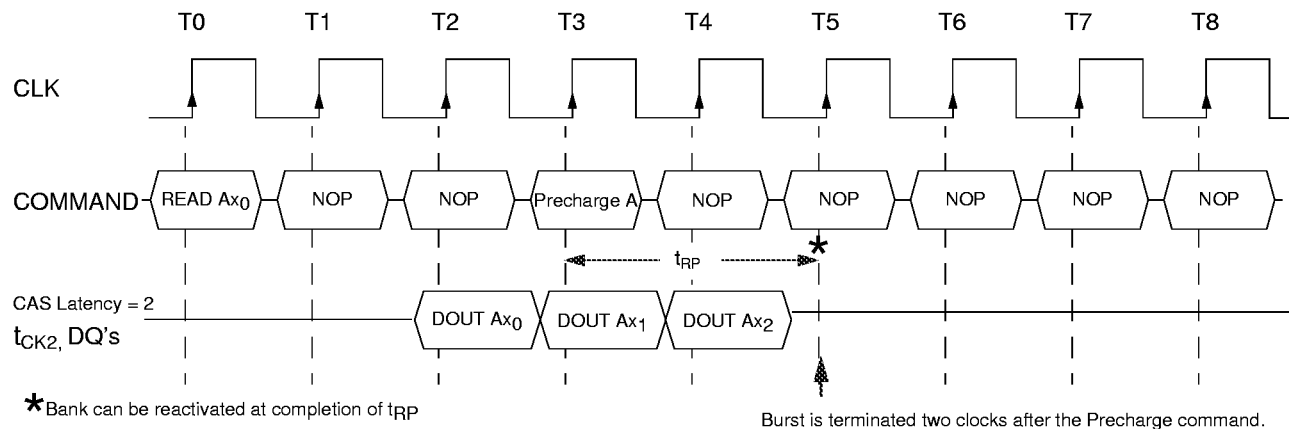 T0 T1 T2 T3 T4 T5 T6 T7 T8
CLK
COMMAND READ Ax0 NOP NOP Precharge A NOP NOP NOP NOP NOP
*
tRP
CAS Latency = 2
tCK2, DQ's DOUT Ax0 DOUT Ax1 DOUT Ax2
*Bank can be reactivated at completion of tRP
Burst is terminated two clocks after the Precharge command.